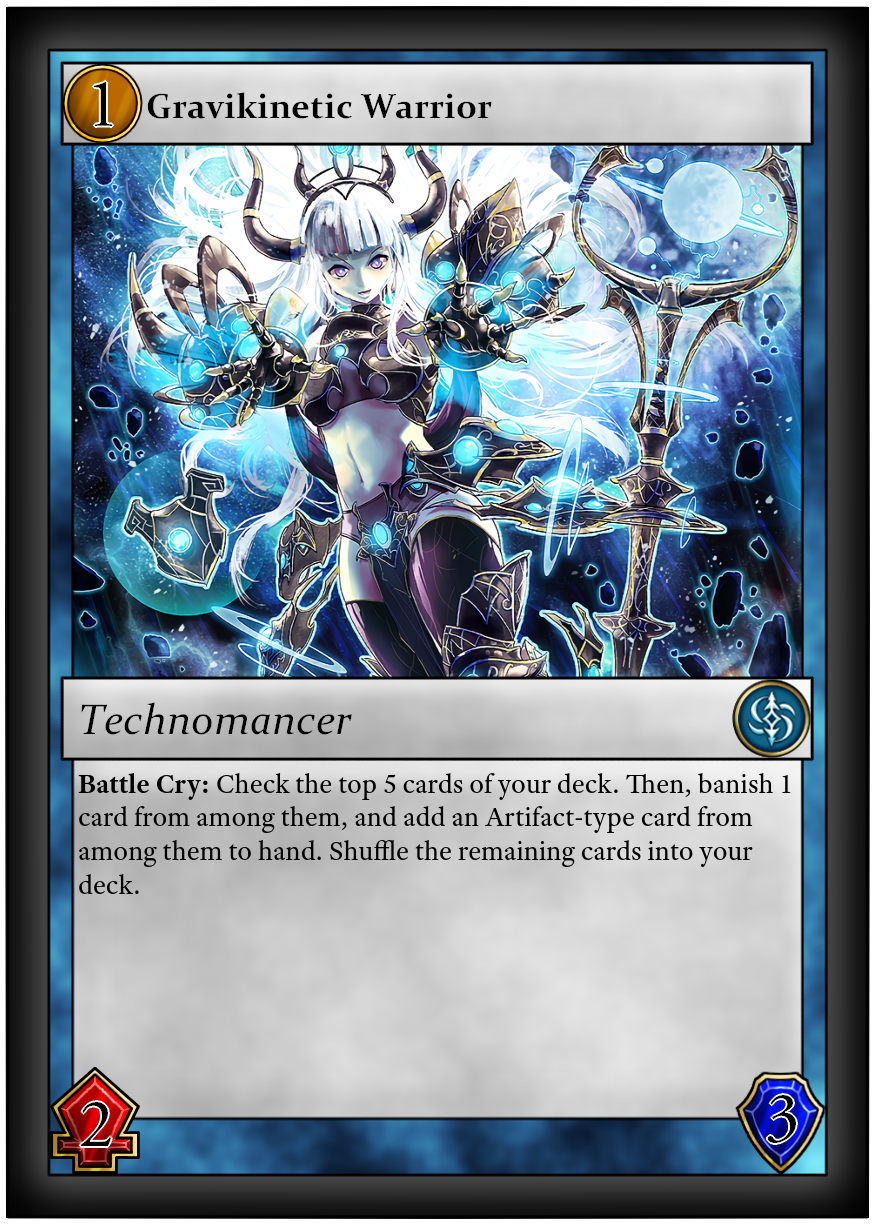 1
Gravikinetic Warrior
Technomancer
Battle Cry: Check the top 5 cards of your deck. Then, banish 1
card from among them, and add an Artifact-type card from
among them to hand. Shuffle the remaining cards into your
deck.
2
3